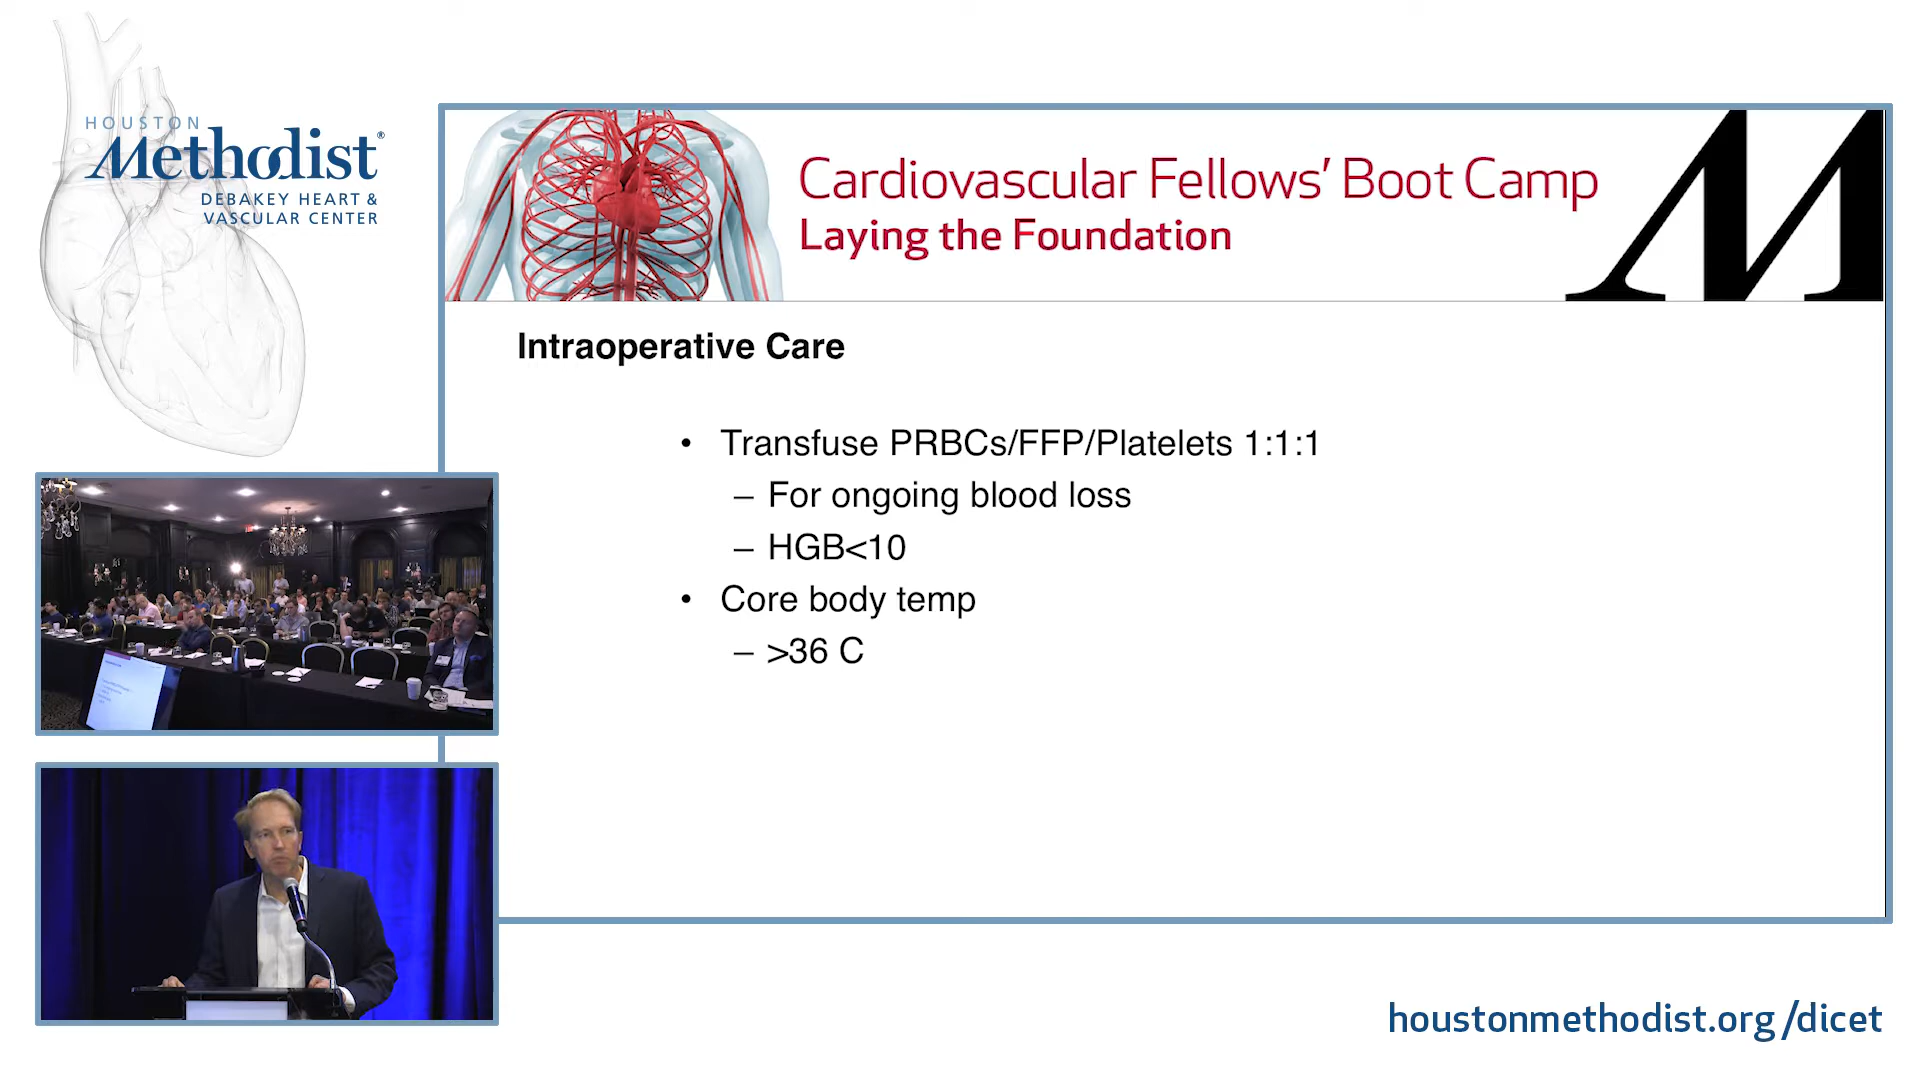 HOUSTON
Methodist®
DEBAKEY HEART &
VASCULAR CENTER
Cardiovascular Fellows’ Boot Camp
Laying the Foundation
M
Intraoperative Care
• Transfuse PRBCs/FFP/Platelets 1:1:1
– For ongoing blood loss
– HGB<10
• Core body temp
– >36 C
houstonmethodist.org/dicet